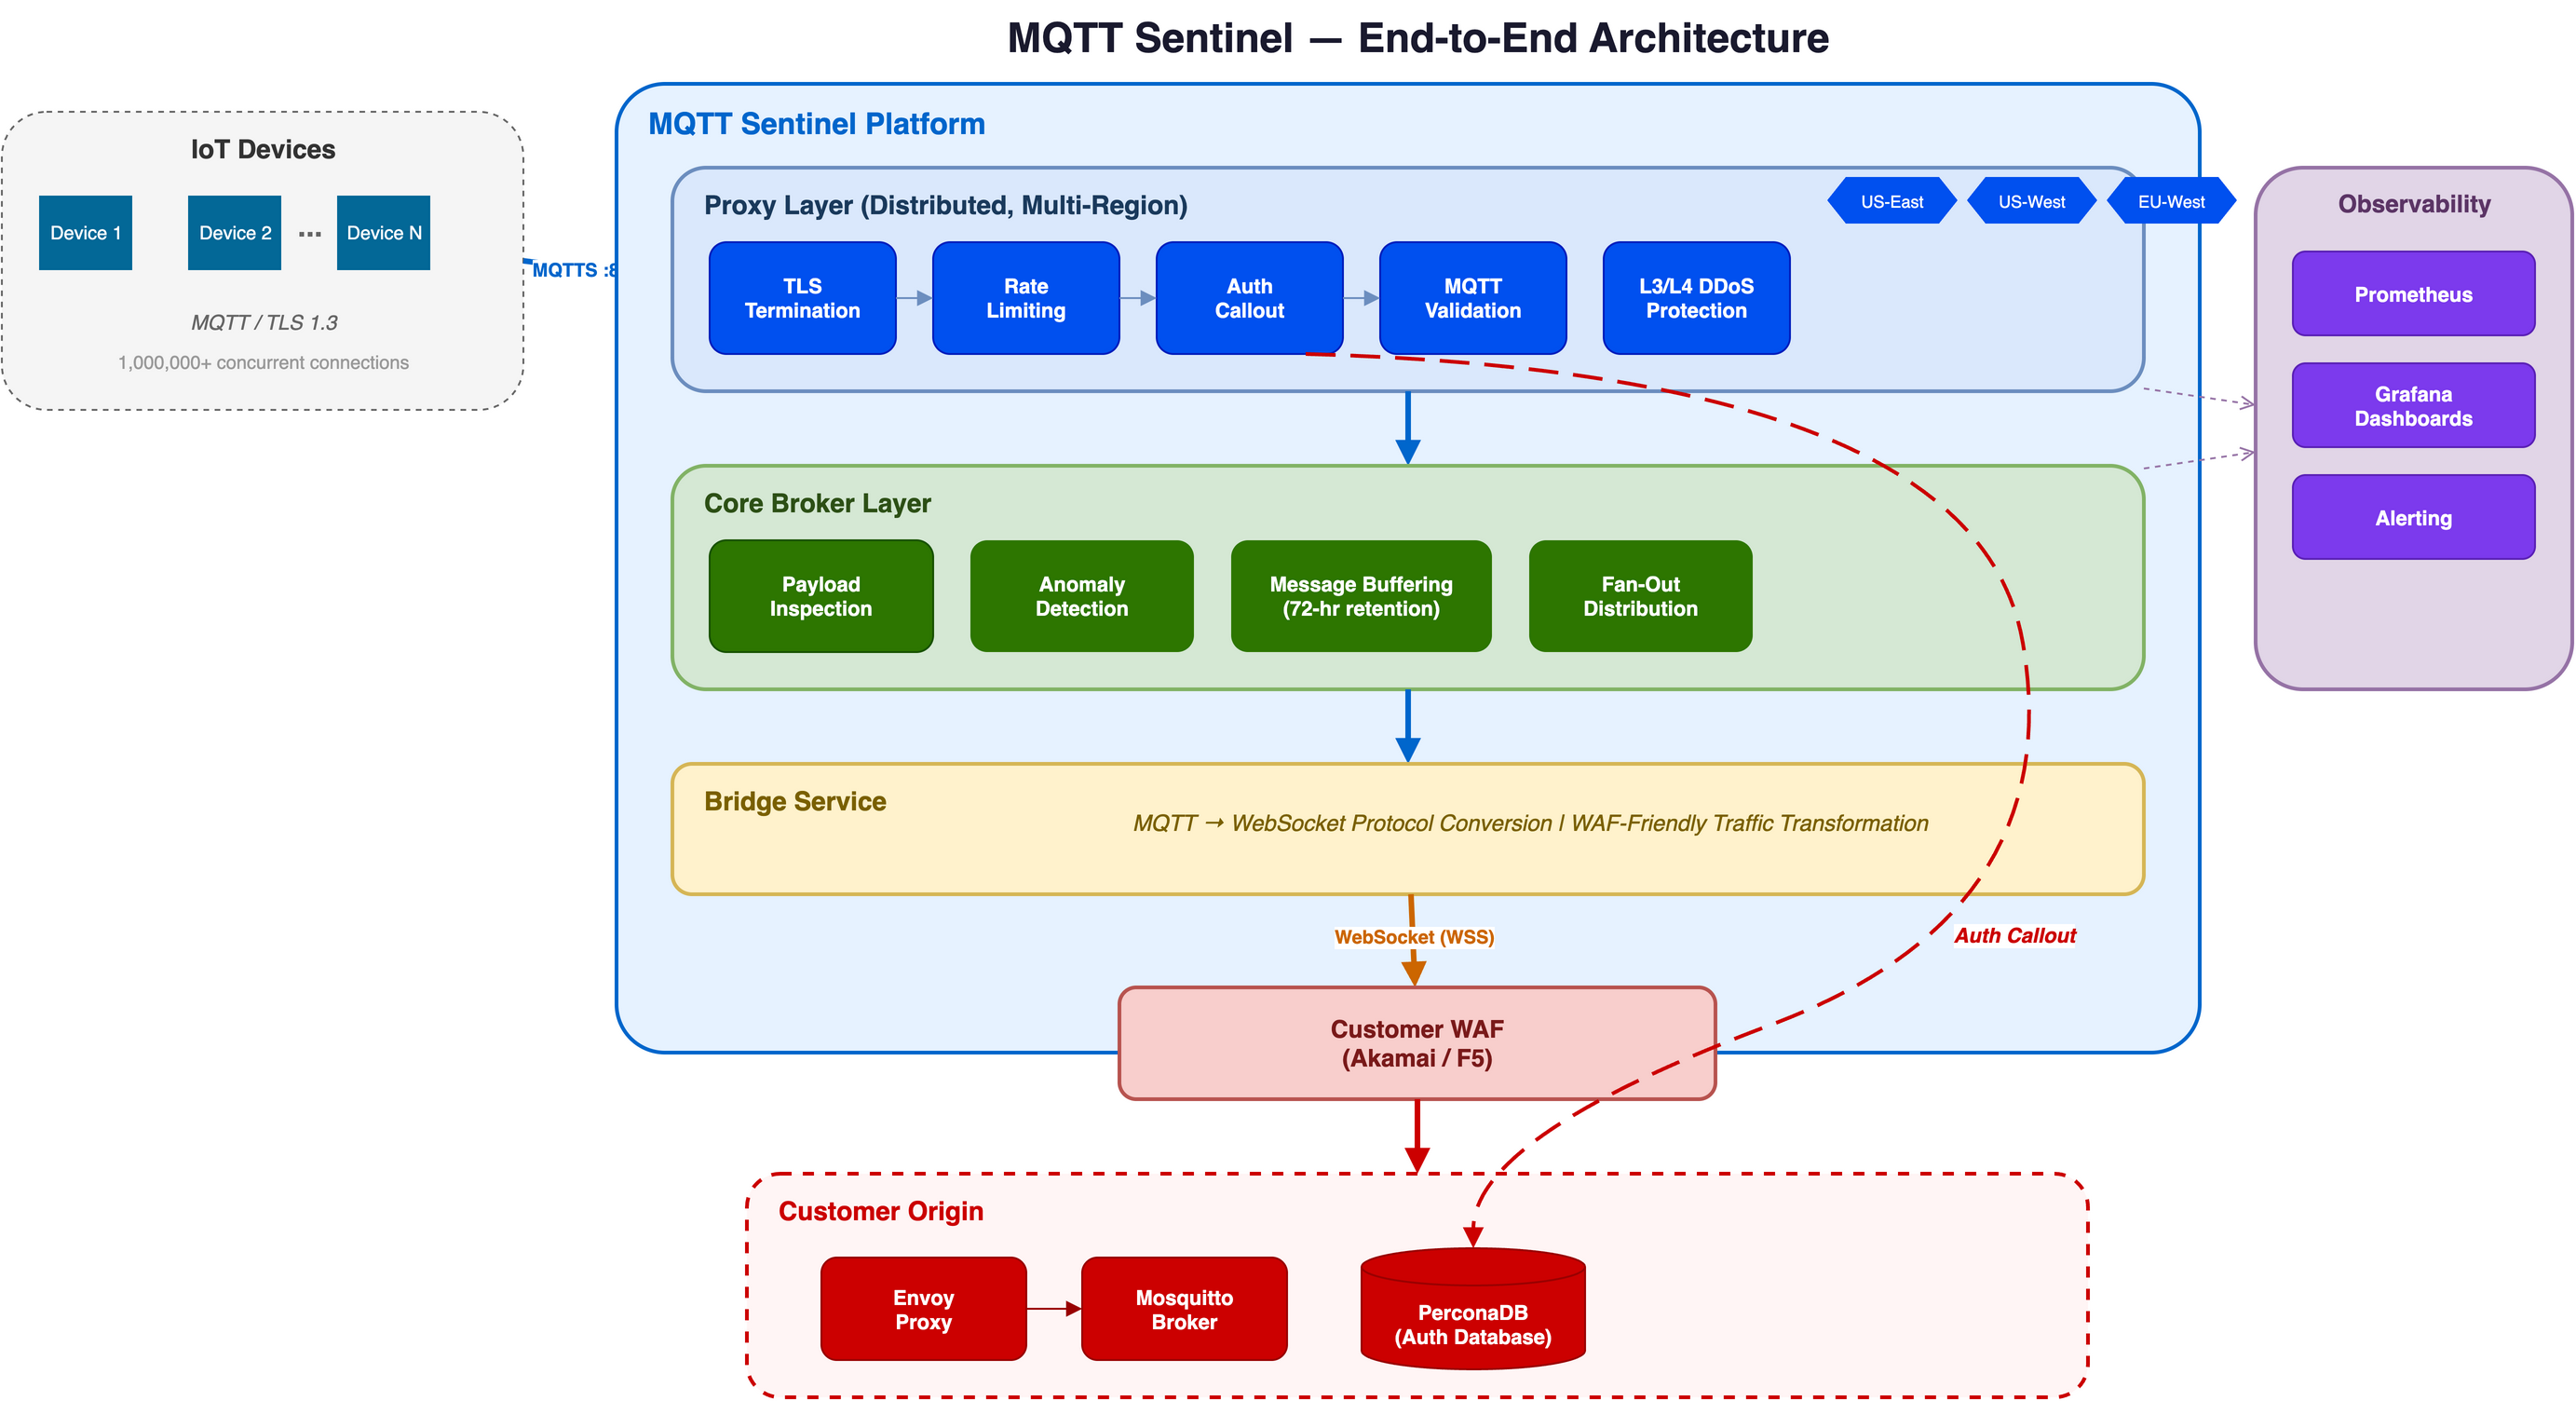 MQTT Sentinel — End-to-End Architecture
IoT Devices
Device 1
Device 2
...
Device N
MQTT / TLS 1.3
1,000,000+ concurrent connections
MQTTS :8
MQTT Sentinel Platform
Proxy Layer (Distributed, Multi-Region)
US-East
US-West
EU-West
TLS
Termination
Rate
Limiting
Auth
Callout
MQTT
Validation
L3/L4 DDoS
Protection
Core Broker Layer
Payload
Inspection
Anomaly
Detection
Message Buffering
(72-hr retention)
Fan-Out
Distribution
Bridge Service
MQTT → WebSocket Protocol Conversion | WAF-Friendly Traffic Transformation
WebSocket (WSS)
Auth Callout
Customer WAF
(Akamai / F5)
Customer Origin
Envoy
Proxy
Mosquitto
Broker
PerconaDB
(Auth Database)
Observability
Prometheus
Grafana
Dashboards
Alerting